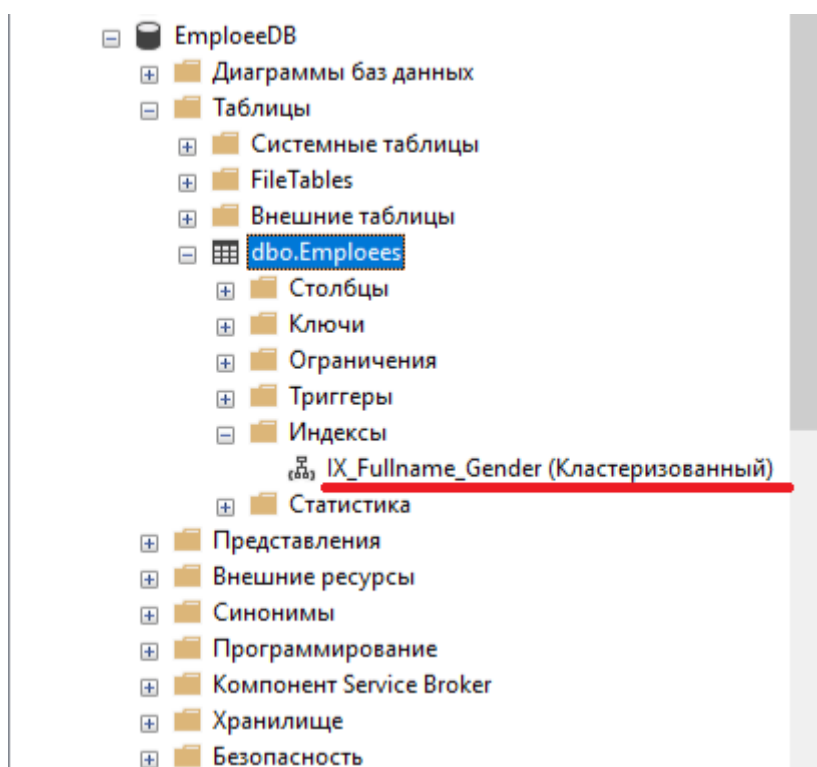 EmploeeDB
Диаграммы баз данных
Таблицы
Системные таблицы
FileTables
Внешние таблицы
dbo.Emploees
Столбцы
Ключи
Ограничения
Триггеры
Индексы
IX_Fullname_Gender (Кластеризованный)
Статистика
Представления
Внешние ресурсы
Синонимы
Программирование
Компонент Service Broker
Хранилище
Безопасность